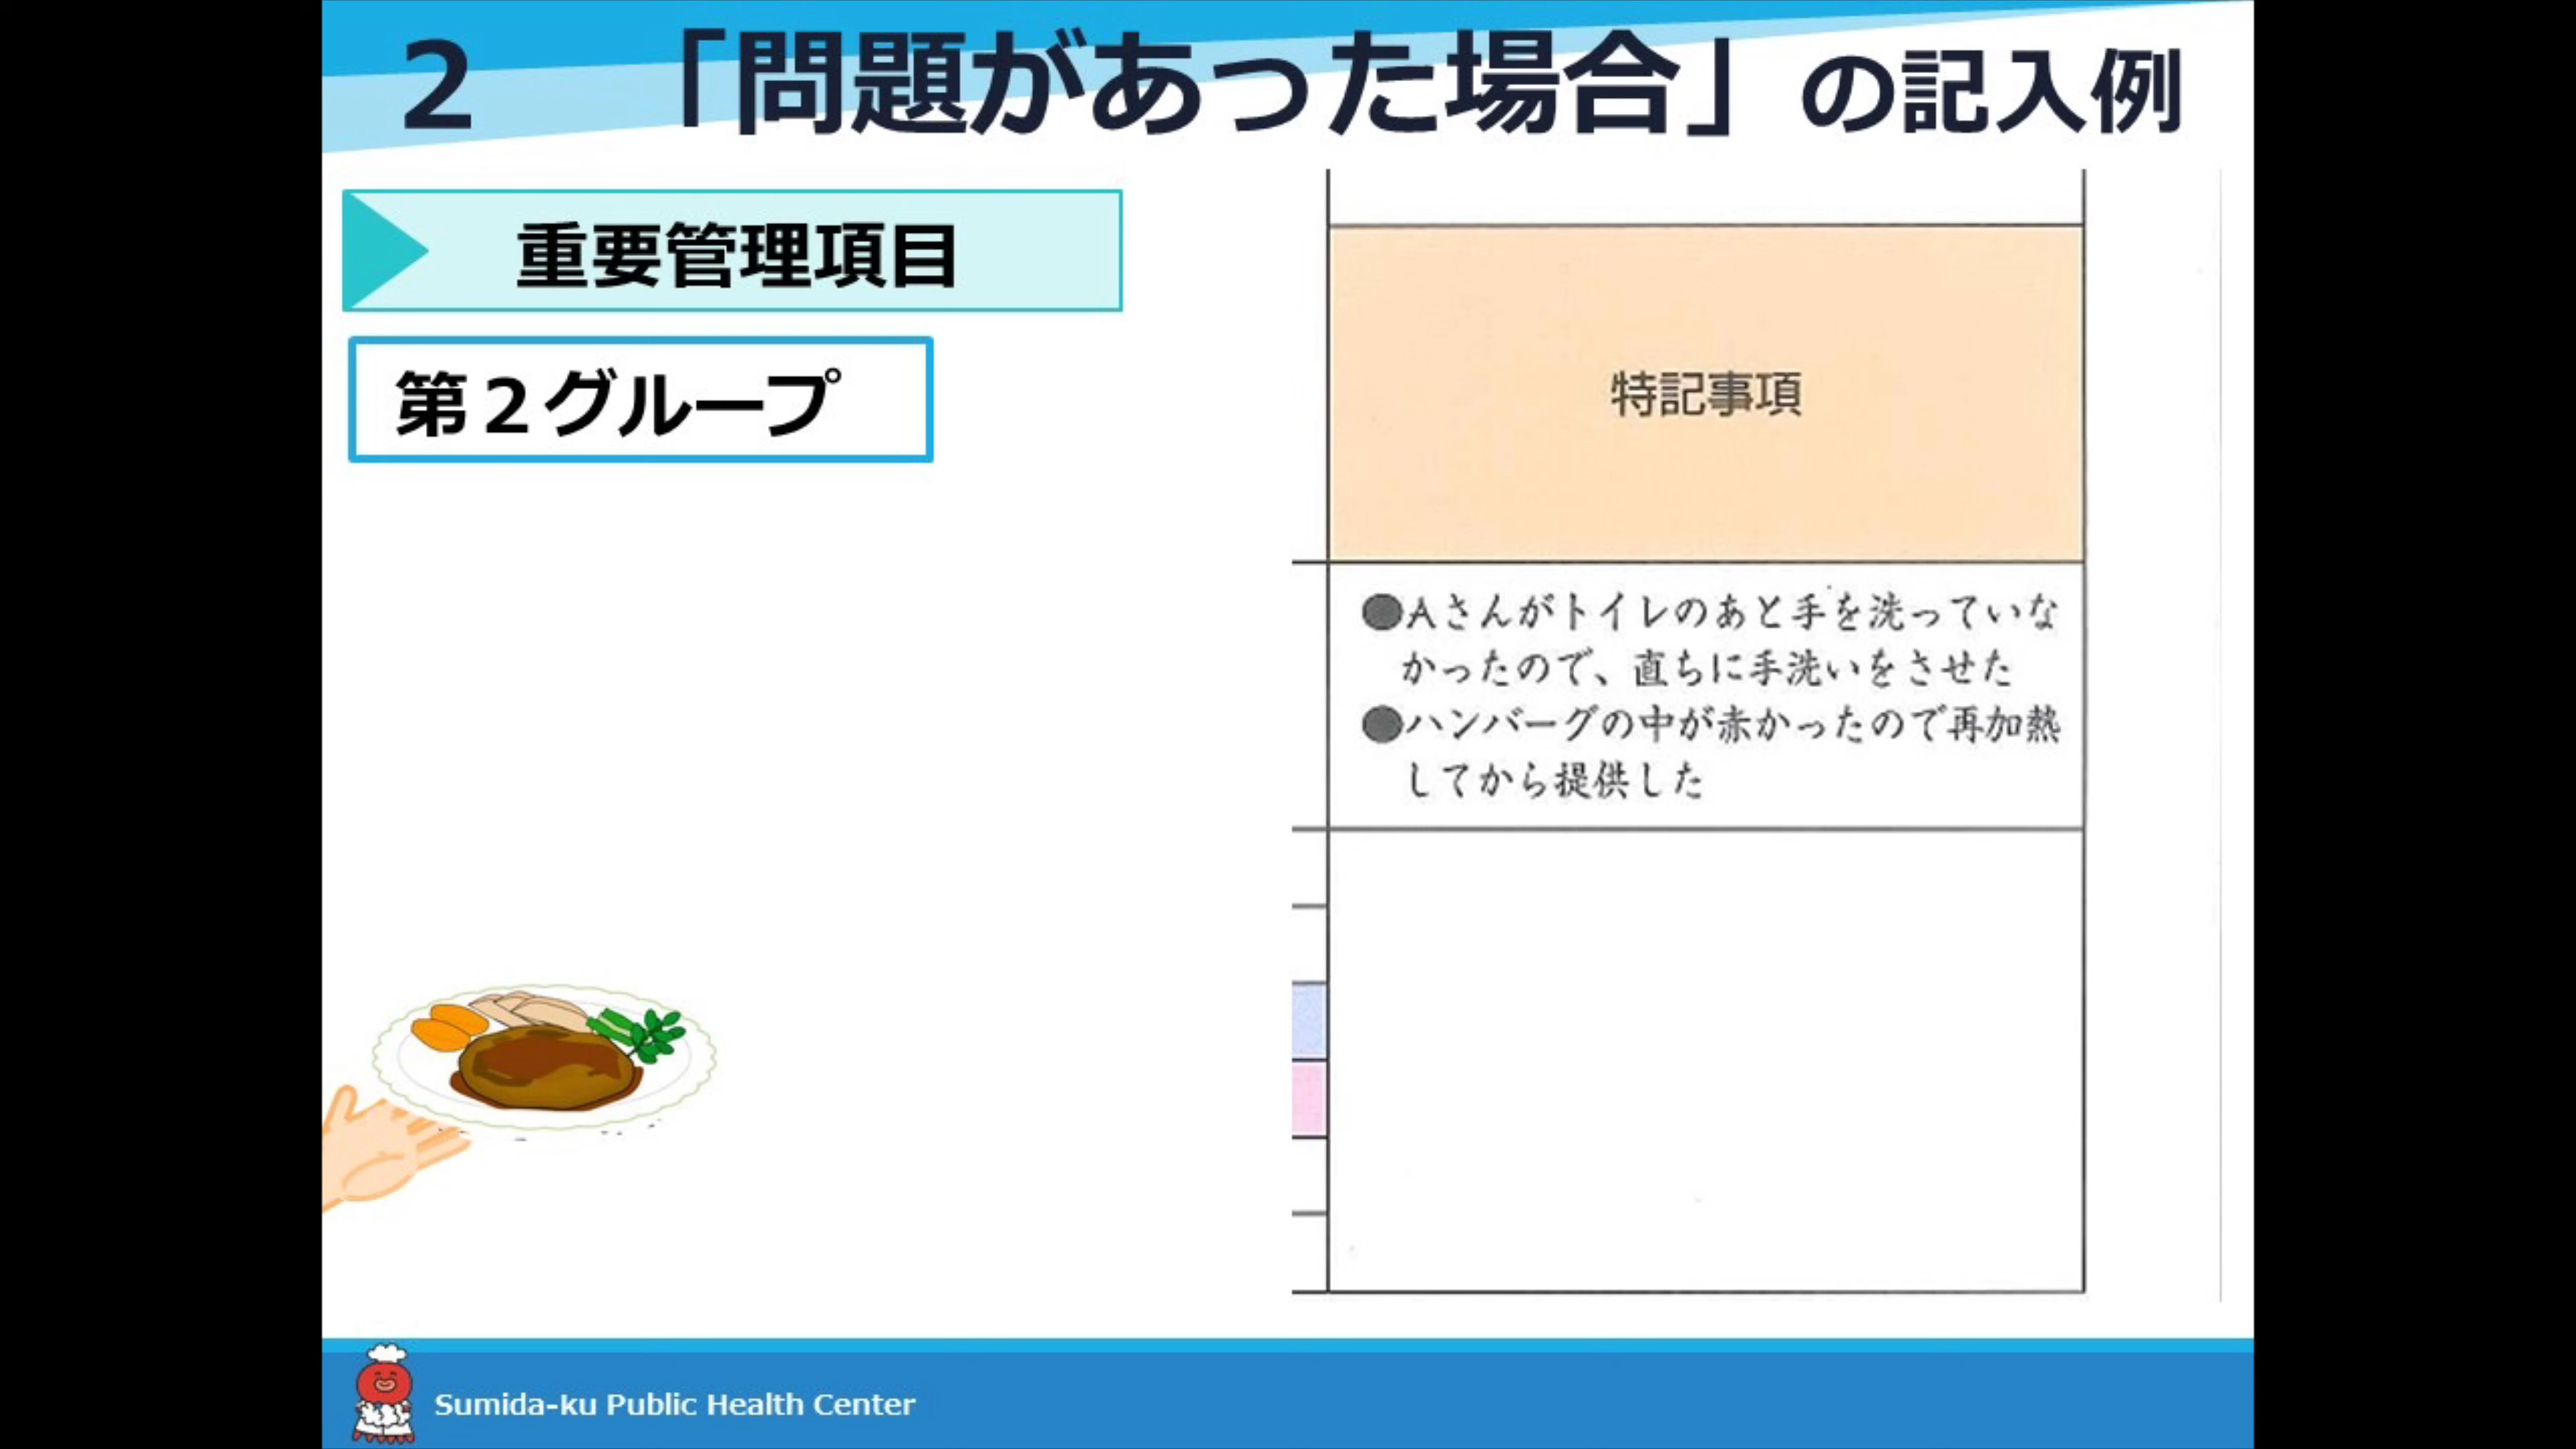 2 「問題があった場合」の記入例
重要管理項目
第2グループ
特記事項
●Aさんがトイレのあと手を洗っていな
かったので、直ちに手洗いをさせた
●ハンバーグの中が赤かったので再加熱
してから提供した
Sumida-ku Public Health Center